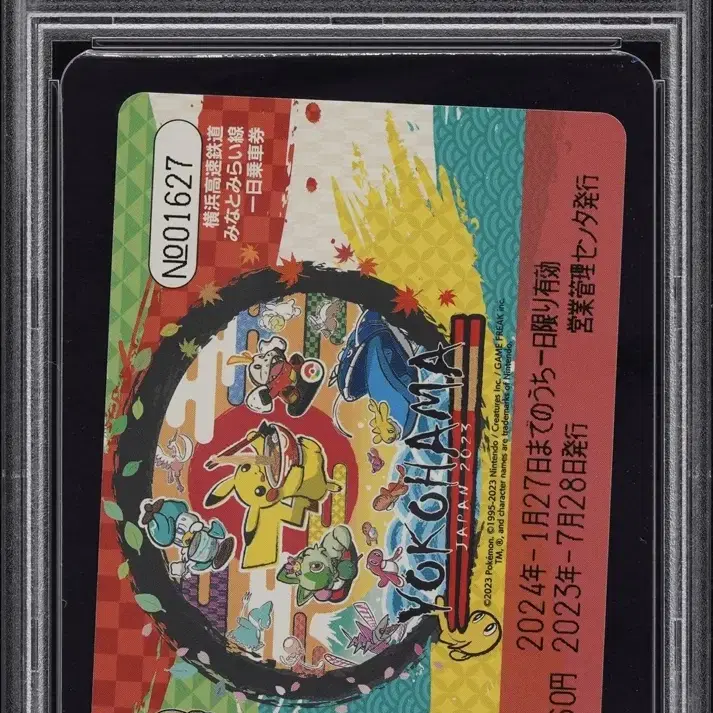 №01627
横浜高速鉄道
みなとみらい線
一日乗車券
YOKOHAMA
JAPAN 2023
©2023 Pokémon. ©1995-2023 Nintendo / Creatures Inc. / GAME FREAK inc.
TM, ®, and character names are trademarks of Nintendo.
2024年-1月27日までのうち一日限り有効
2023年-7月28日発行
営業管理センタ発行
60円